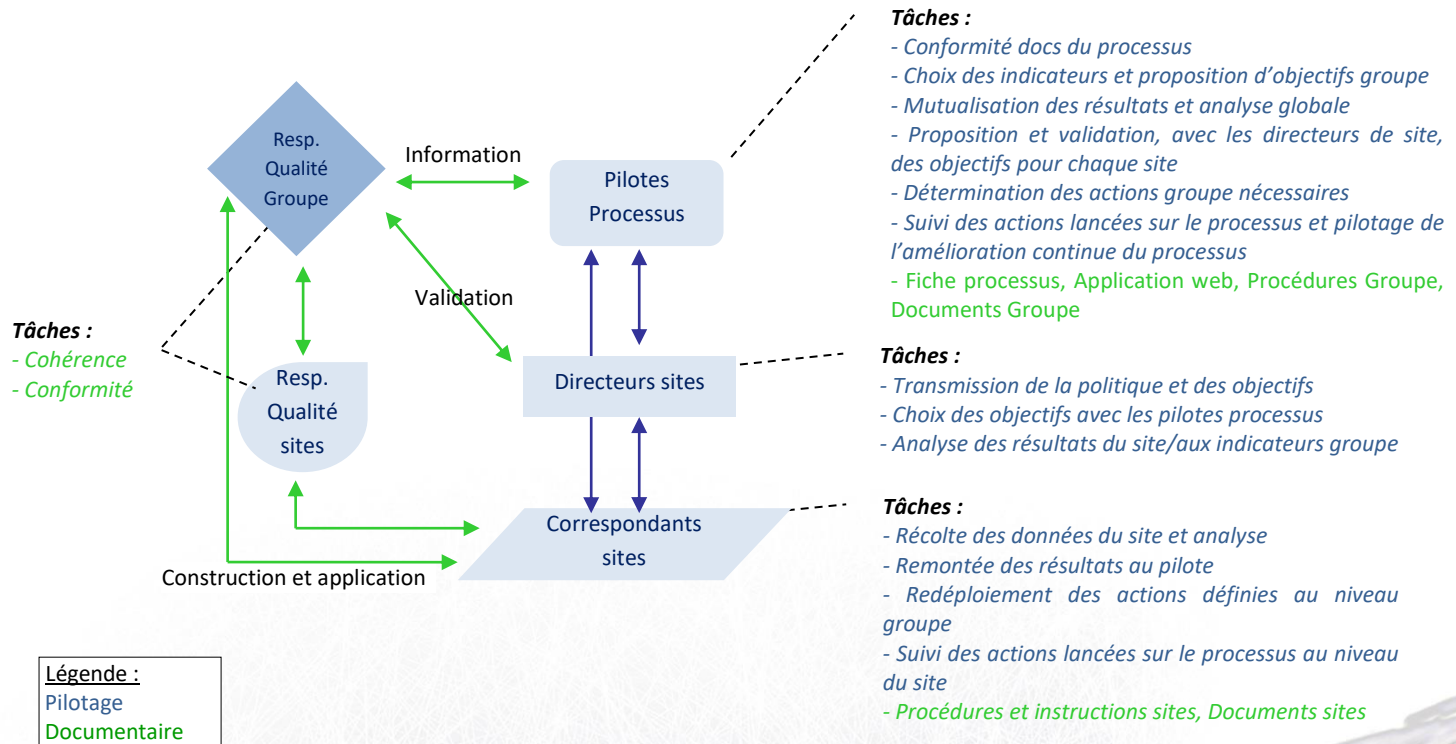 Resp.
Qualité
Groupe
Information
Pilotes
Processus
Validation
Resp.
Qualité
sites
Directeurs sites
Correspondants
sites
Construction et application
Tâches :
- Cohérence
- Conformité
Tâches :
- Conformité docs du processus
- Choix des indicateurs et proposition d’objectifs groupe
- Mutualisation des résultats et analyse globale
- Proposition et validation, avec les directeurs de site,
des objectifs pour chaque site
- Détermination des actions groupe nécessaires
- Suivi des actions lancées sur le processus et pilotage de
l’amélioration continue du processus
- Fiche processus, Application web, Procédures Groupe,
Documents Groupe
Tâches :
- Transmission de la politique et des objectifs
- Choix des objectifs avec les pilotes processus
- Analyse des résultats du site/aux indicateurs groupe
Tâches :
- Récolte des données du site et analyse
- Remontée des résultats au pilote
- Redéploiement des actions définies au niveau
groupe
- Suivi des actions lancées sur le processus au niveau
du site
- Procédures et instructions sites, Documents sites
Légende :
Pilotage
Documentaire